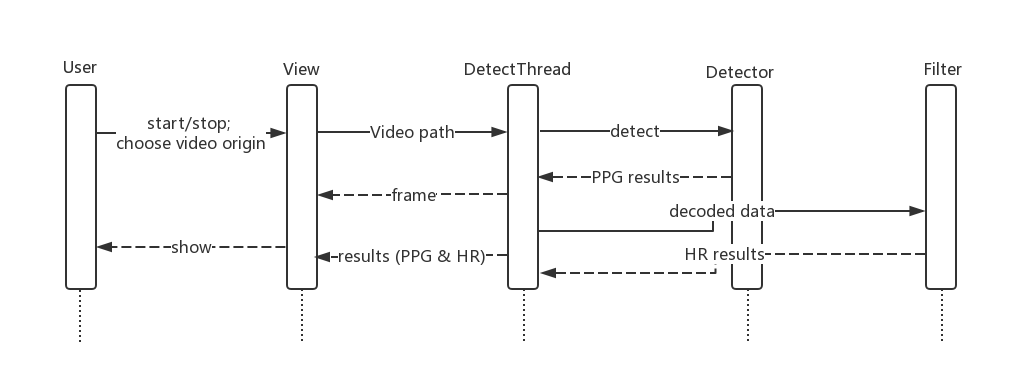 User
View
DetectThread
Detector
Filter
start/stop;
choose video origin
Video path
detect
PPG results
frame
decoded data
show
results (PPG & HR)
HR results